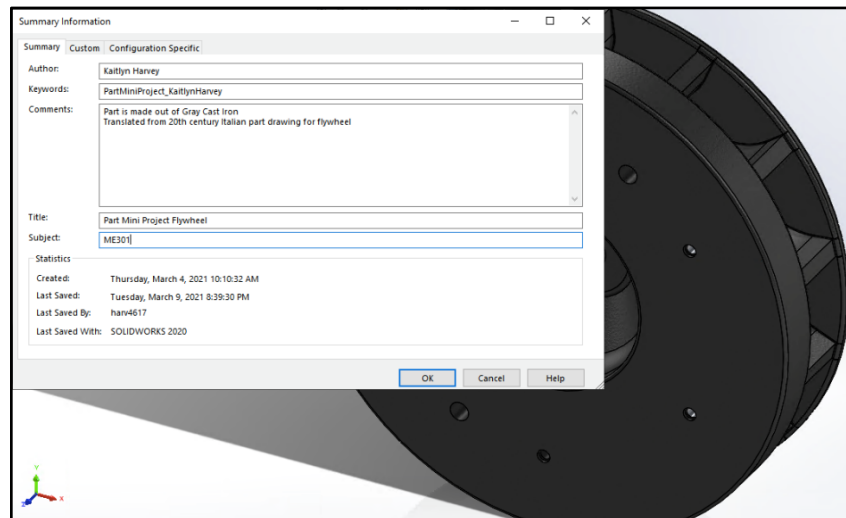 Summary Information
Summary Custom Configuration Specific
Author: Kaitlyn Harvey
Keywords: PartMiniProject_KaitlynHarvey
Comments: Part is made out of Gray Cast Iron
Translated from 20th century Italian part drawing for flywheel
Title: Part Mini Project Flywheel
Subject: ME301
Statistics
Created: Thursday, March 4, 2021 10:10:32 AM
Last Saved: Tuesday, March 9, 2021 8:39:30 PM
Last Saved By: harv4617
Last Saved With: SOLIDWORKS 2020
OK Cancel Help
Y
Z X